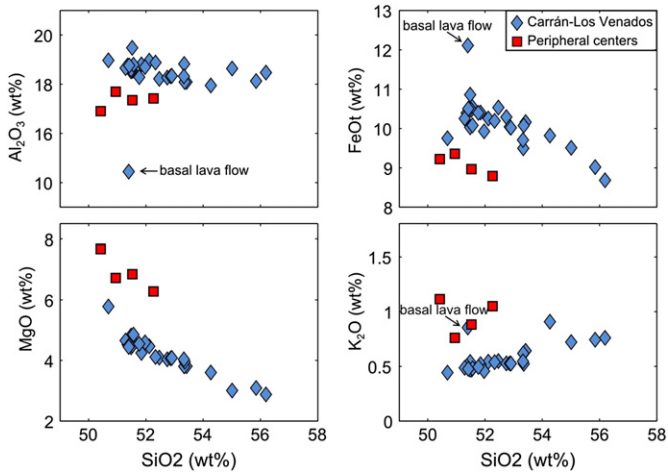 Al₂O₃ (wt%)
20
19
18
17
16
10
basal lava flow
FeOt (wt%)
13
12
11
10
9
8
basal lava flow
Carrán-Los Venados
Peripheral centers
MgO (wt%)
8
6
4
2
50
52
54
56
58
SiO2 (wt%)
K₂O (wt%)
1.5
1
0.5
0
basal lava flow
50
52
54
56
58
SiO2 (wt%)